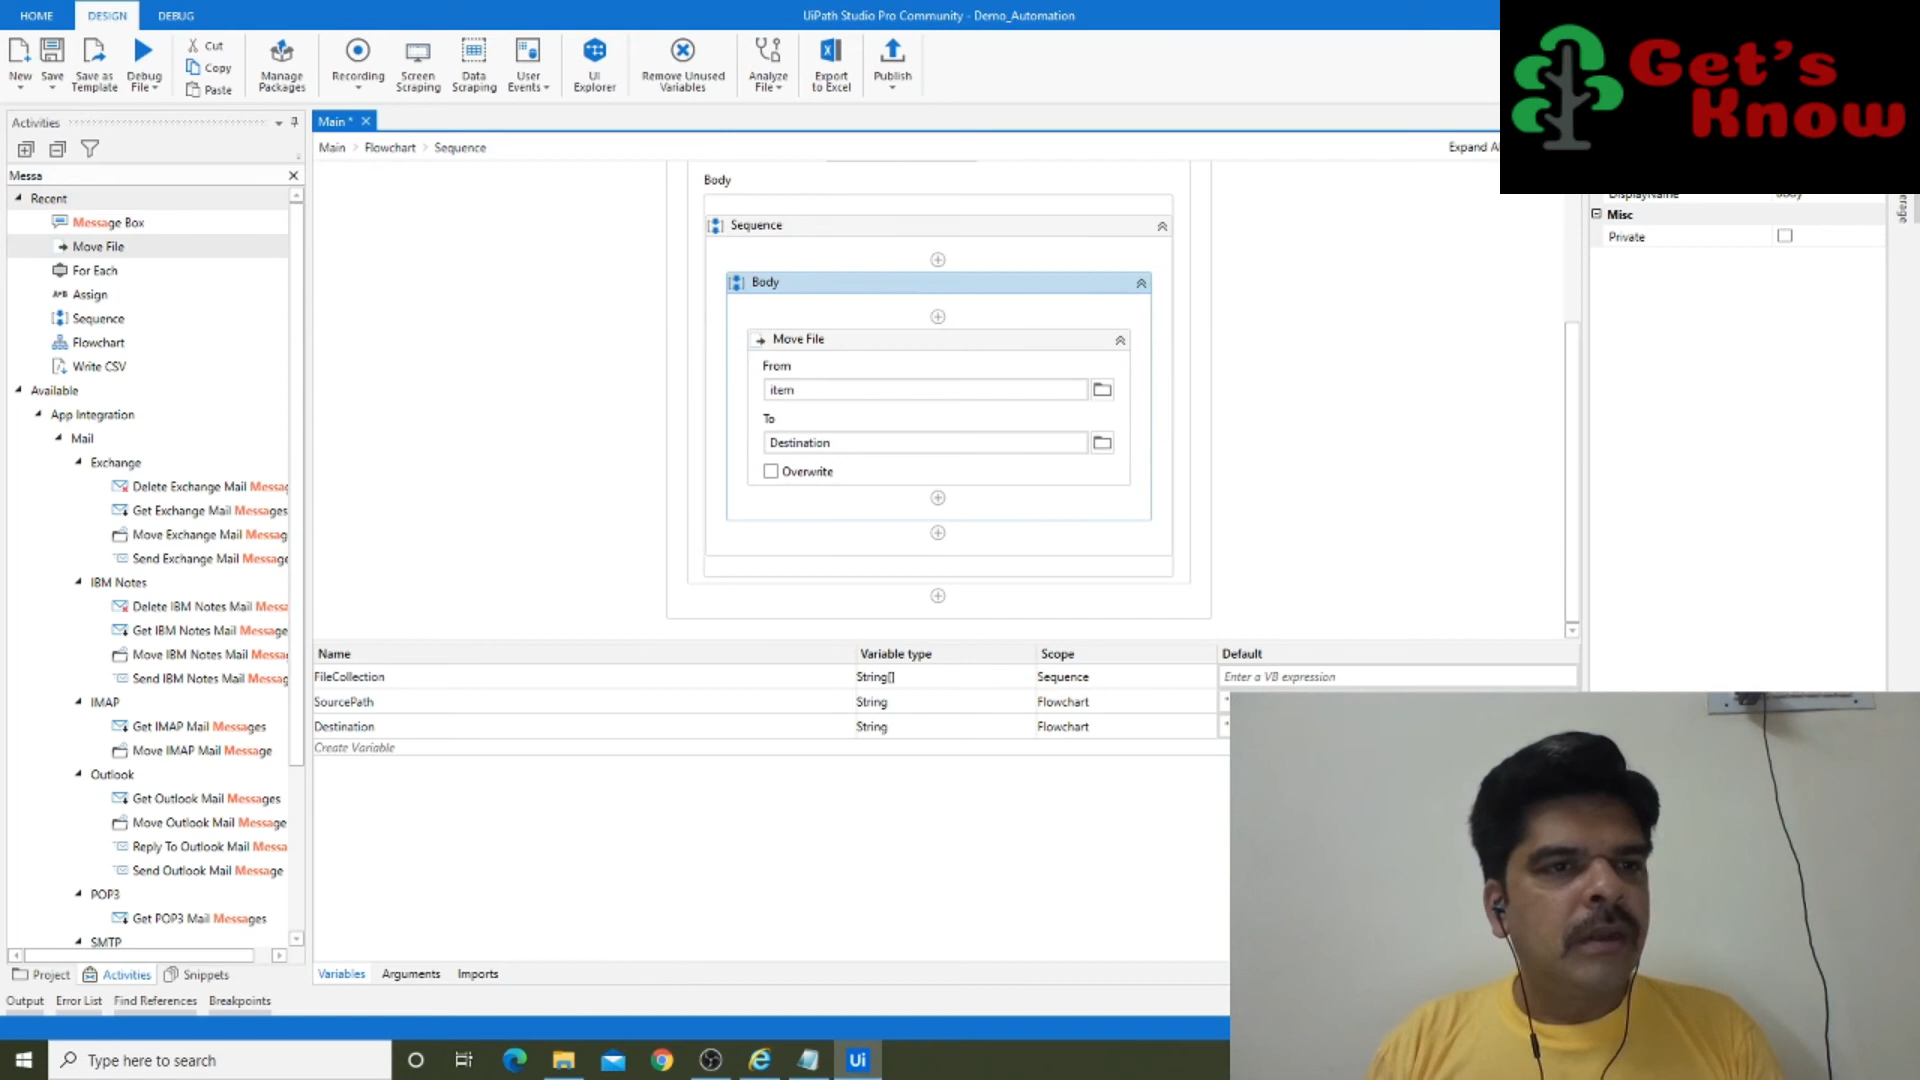 HOME DESIGN DEBUG
UiPath Studio Pro Community - Demo_Automation
New
Save
Save as
Template
Debug
File
Cut
Copy
Paste
Manage
Packages
Recording
Screen
Scraping
Data
Scraping
User
Events
UI
Explorer
Remove Unused
Variables
Analyze
File
Export
to Excel
Publish
Get's
Know
Activities
Messa
Recent
Message Box
Move File
For Each
Assign
Sequence
Flowchart
Write CSV
Available
App Integration
Mail
Exchange
Delete Exchange Mail Messag
Get Exchange Mail Messages
Move Exchange Mail Message
Send Exchange Mail Message
IBM Notes
Delete IBM Notes Mail Messa
Get IBM Notes Mail Message
Move IBM Notes Mail Messa
Send IBM Notes Mail Messag
IMAP
Get IMAP Mail Messages
Move IMAP Mail Message
Outlook
Get Outlook Mail Messages
Move Outlook Mail Message
Reply To Outlook Mail Messa
Send Outlook Mail Message
POP3
Get POP3 Mail Messages
SMTP
Project Activities Snippets
Main *
Main > Flowchart > Sequence
Expand Al
Body
Sequence
Body
Move File
From
item
To
Destination
Overwrite
Name Variable type Scope Default
FileCollection String[] Sequence Enter a VB expression
SourcePath String Flowchart
Destination String Flowchart
Create Variable
Variables Arguments Imports
DisplayName Body
Misc
Private
erage
Output Error List Find References Breakpoints
Type here to search
Ui